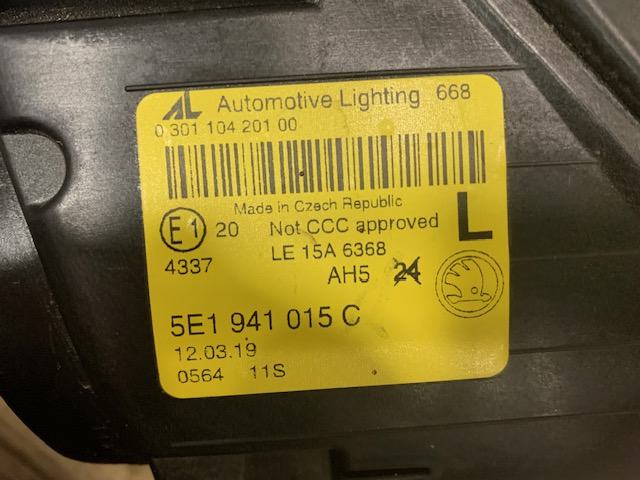 AL Automotive Lighting 668
0 301 104 201 00
Made in Czech Republic
E1 20 Not CCC approved L
4337 LE 15A 6368
AH5 24
5E1 941 015 C
12.03.19
0564 11S